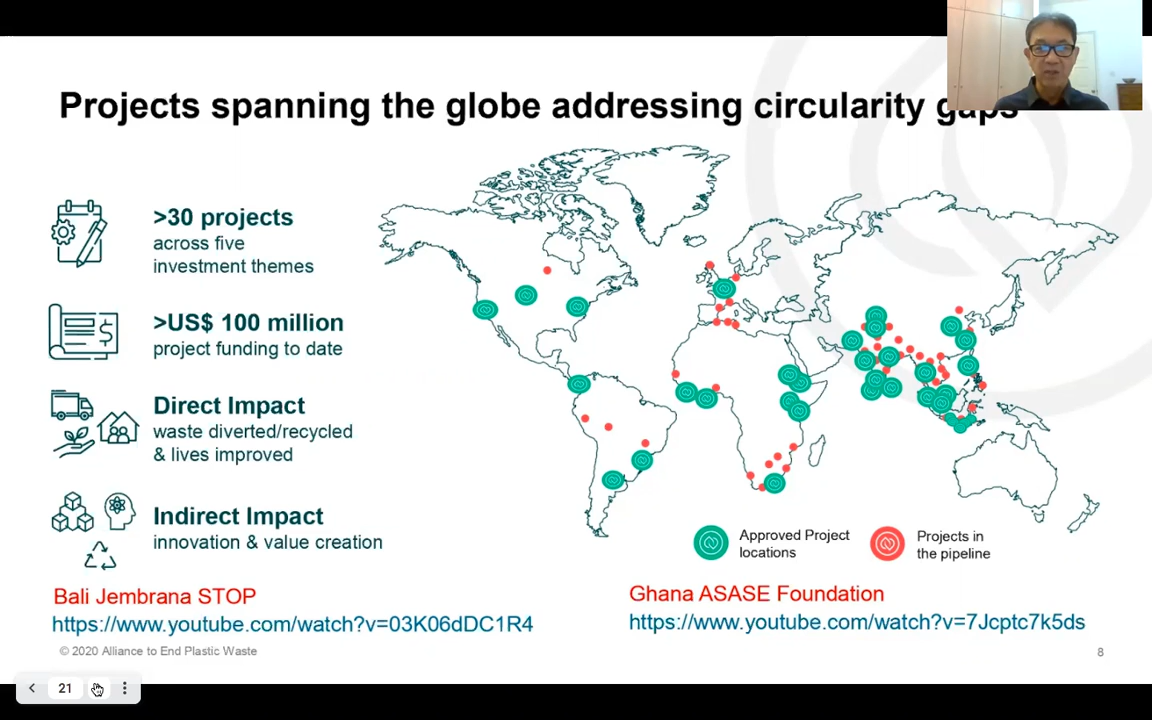 Projects spanning the globe addressing circularity gaps
>30 projects
across five
investment themes
>US$ 100 million
project funding to date
Direct Impact
waste diverted/recycled
& lives improved
Indirect Impact
innovation & value creation
Approved Project
locations
Projects in
the pipeline
Bali Jembrana STOP
https://www.youtube.com/watch?v=03K06dDC1R4
Ghana ASASE Foundation
https://www.youtube.com/watch?v=7Jcptc7k5ds
© 2020 Alliance to End Plastic Waste
8
21